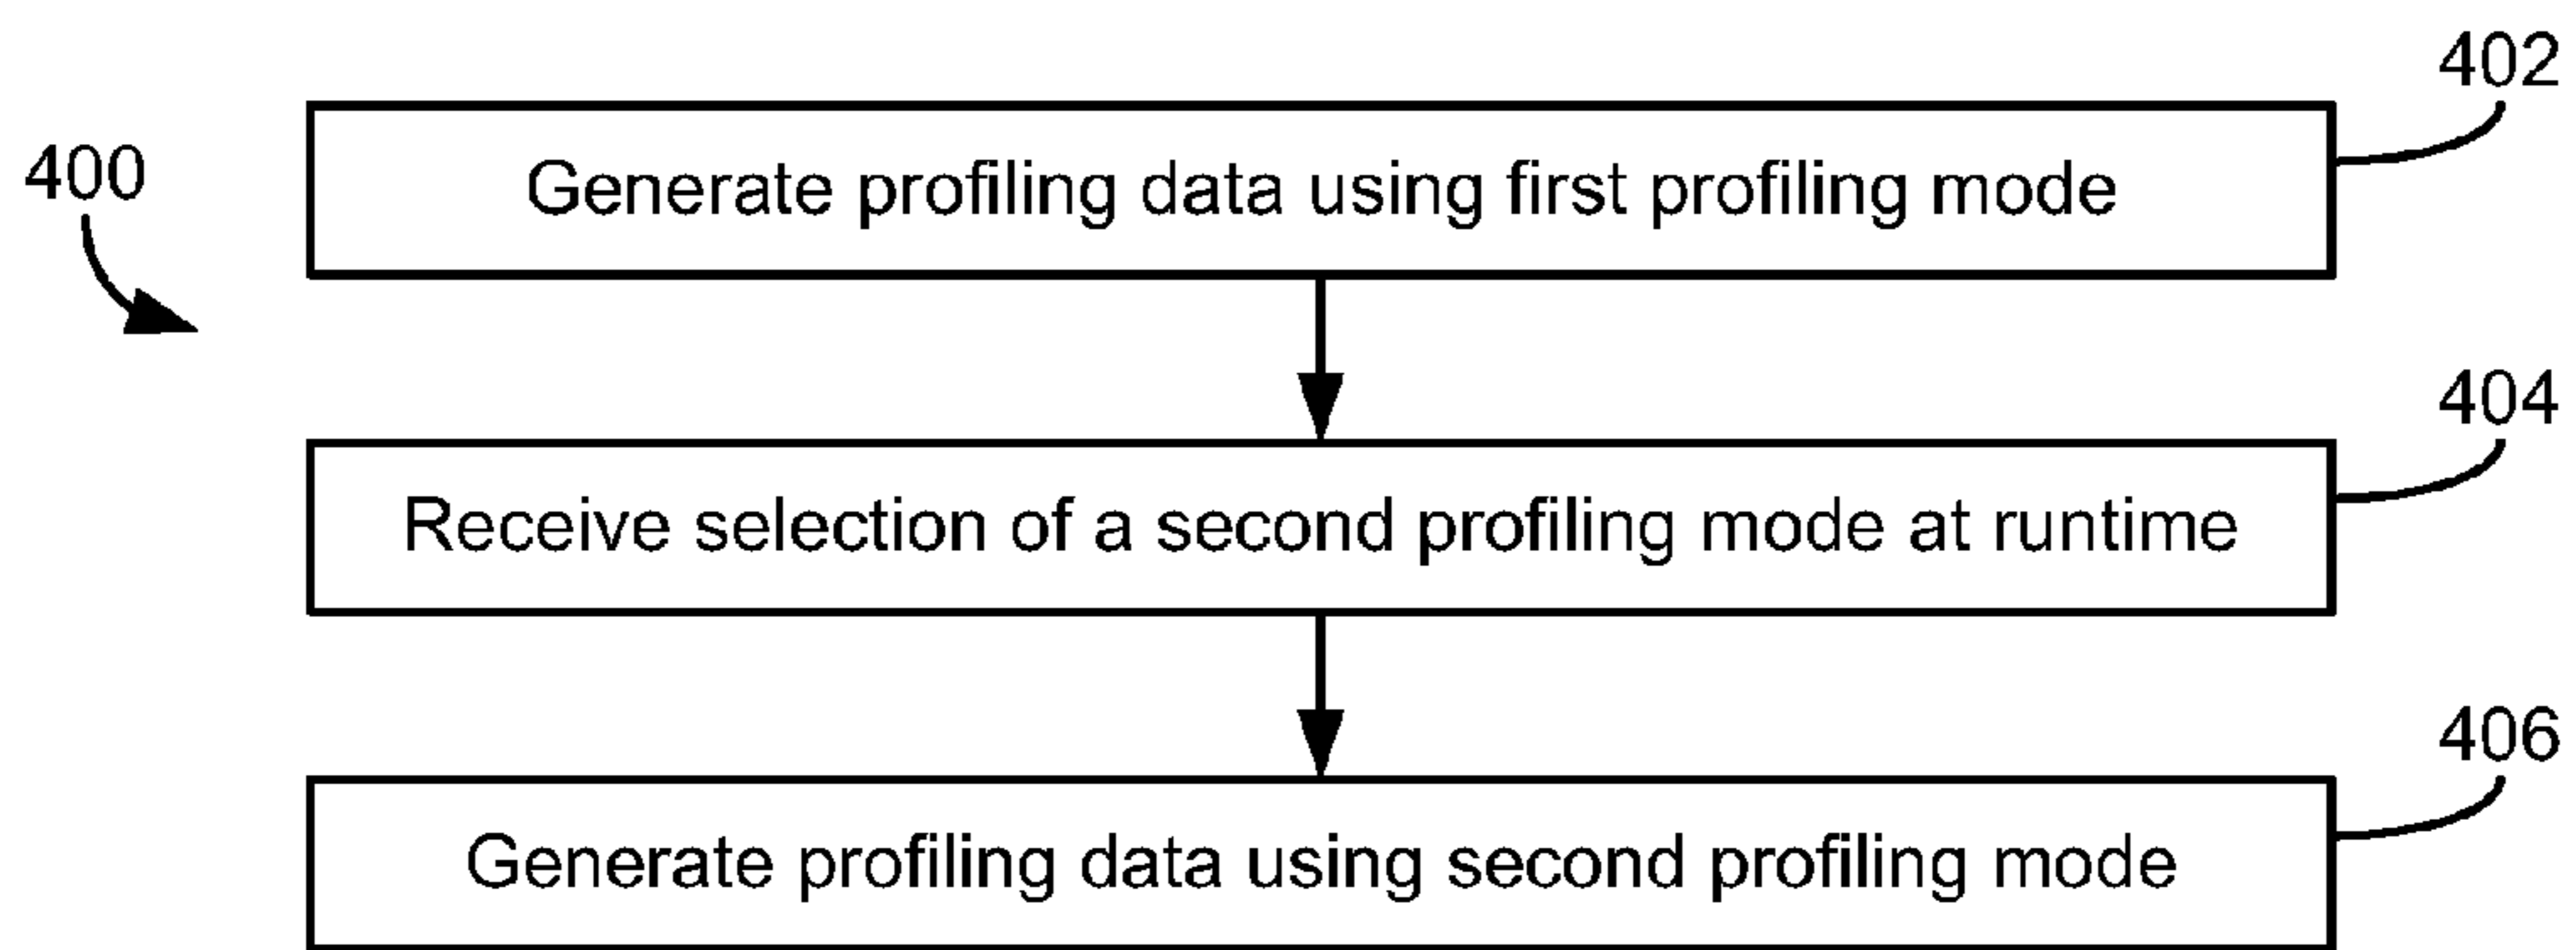 402
400
Generate profiling data using first profiling mode
404
Receive selection of a second profiling mode at runtime
406
Generate profiling data using second profiling mode